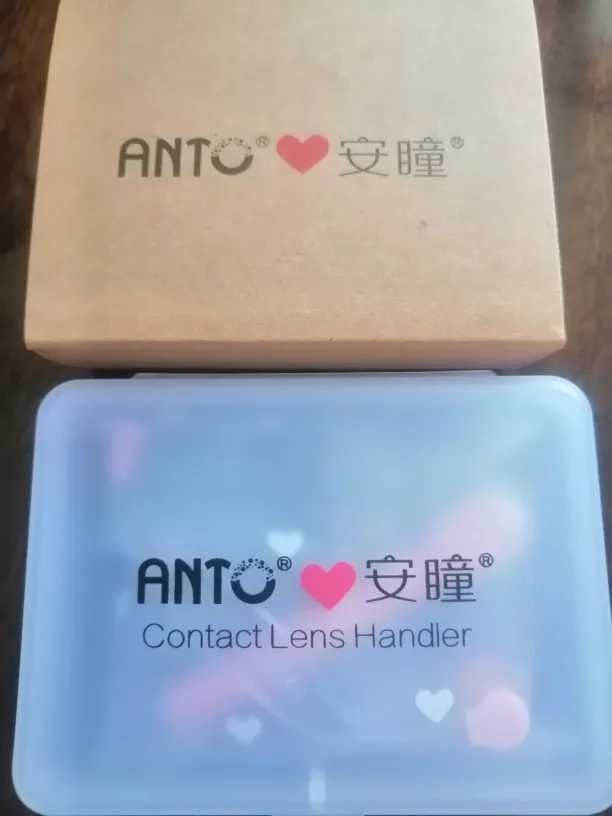 ANTO® ❤ 安瞳®
ANTO® ❤ 安瞳®
Contact Lens Handler